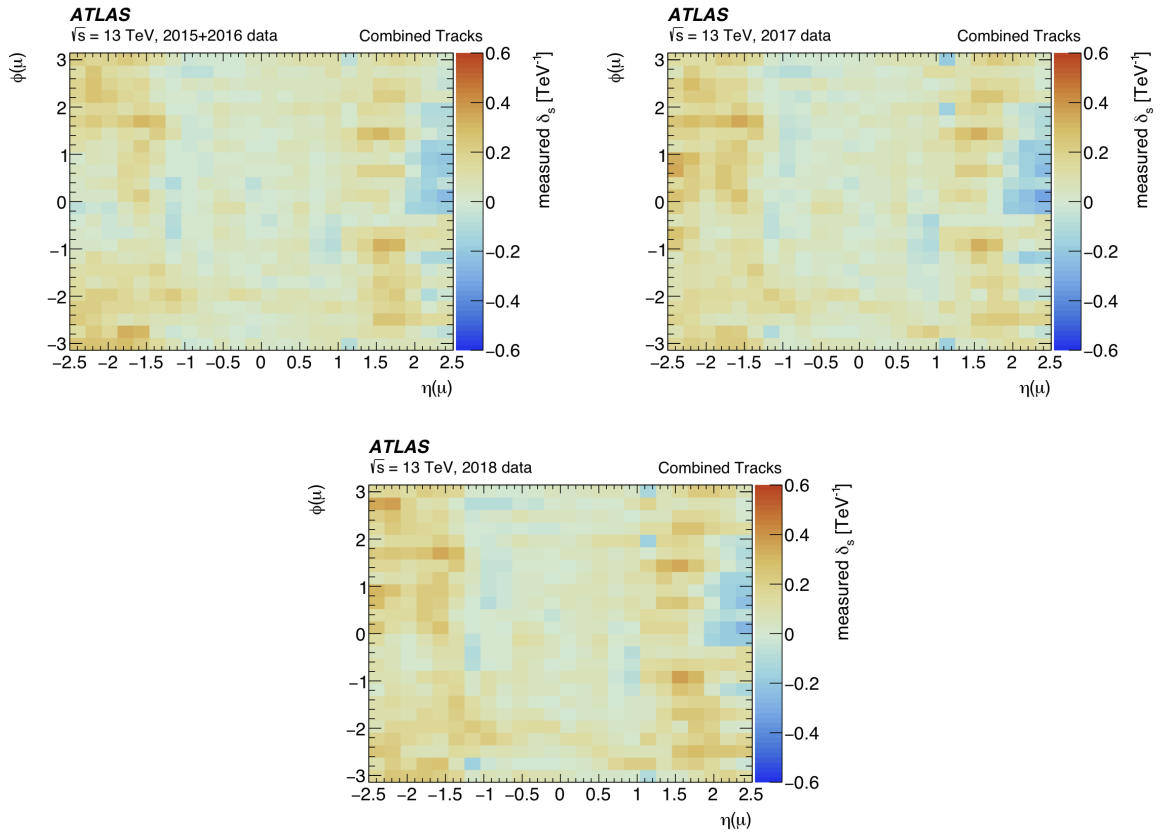 ATLAS
√s = 13 TeV, 2015+2016 data Combined Tracks
φ(μ)
3
2
1
0
−1
−2
−3
−2.5 −2 −1.5 −1 −0.5 0 0.5 1 1.5 2 2.5
η(μ)
0.6
0.4
0.2
0
−0.2
−0.4
−0.6
measured δs [TeV-1]
ATLAS
√s = 13 TeV, 2017 data Combined Tracks
φ(μ)
3
2
1
0
−1
−2
−3
−2.5 −2 −1.5 −1 −0.5 0 0.5 1 1.5 2 2.5
η(μ)
0.6
0.4
0.2
0
−0.2
−0.4
−0.6
measured δs [TeV-1]
ATLAS
√s = 13 TeV, 2018 data Combined Tracks
φ(μ)
3
2
1
0
−1
−2
−3
−2.5 −2 −1.5 −1 −0.5 0 0.5 1 1.5 2 2.5
η(μ)
0.6
0.4
0.2
0
−0.2
−0.4
−0.6
measured δs [TeV-1]